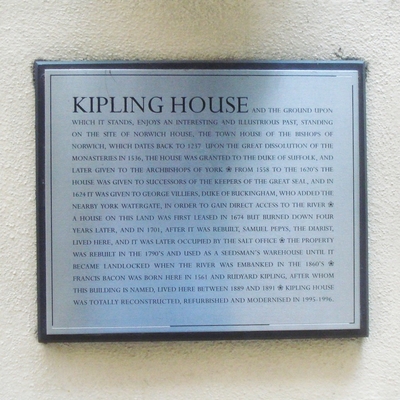 KIPLING HOUSE AND THE GROUND UPON
WHICH IT STANDS, ENJOYS AN INTERESTING AND ILLUSTRIOUS PAST, STANDING
ON THE SITE OF NORWICH HOUSE, THE TOWN HOUSE OF THE BISHOPS OF
NORWICH, WHICH DATES BACK TO 1237 UPON THE GREAT DISSOLUTION OF THE
MONASTERIES IN 1536, THE HOUSE WAS GRANTED TO THE DUKE OF SUFFOLK, AND
LATER GIVEN TO THE ARCHBISHOPS OF YORK ❀ FROM 1558 TO THE 1620'S THE
HOUSE WAS GIVEN TO SUCCESSORS OF THE KEEPERS OF THE GREAT SEAL, AND IN
1624 IT WAS GIVEN TO GEORGE VILLIERS, DUKE OF BUCKINGHAM, WHO ADDED THE
NEARBY YORK WATERGATE, IN ORDER TO GAIN DIRECT ACCESS TO THE RIVER ❀
A HOUSE ON THIS LAND WAS FIRST LEASED IN 1674 BUT BURNED DOWN FOUR
YEARS LATER, AND IN 1701, AFTER IT WAS REBUILT, SAMUEL PEPYS, THE DIARIST,
LIVED HERE, AND IT WAS LATER OCCUPIED BY THE SALT OFFICE ❀ THE PROPERTY
WAS REBUILT IN THE 1790'S AND USED AS A SEEDSMAN'S WAREHOUSE UNTIL IT
BECAME LANDLOCKED WHEN THE RIVER WAS EMBANKED IN THE 1860'S ❀
FRANCIS BACON WAS BORN HERE IN 1561 AND RUDYARD KIPLING, AFTER WHOM
THIS BUILDING IS NAMED, LIVED HERE BETWEEN 1889 AND 1891 ❀ KIPLING HOUSE
WAS TOTALLY RECONSTRUCTED, REFURBISHED AND MODERNISED IN 1995-1996.